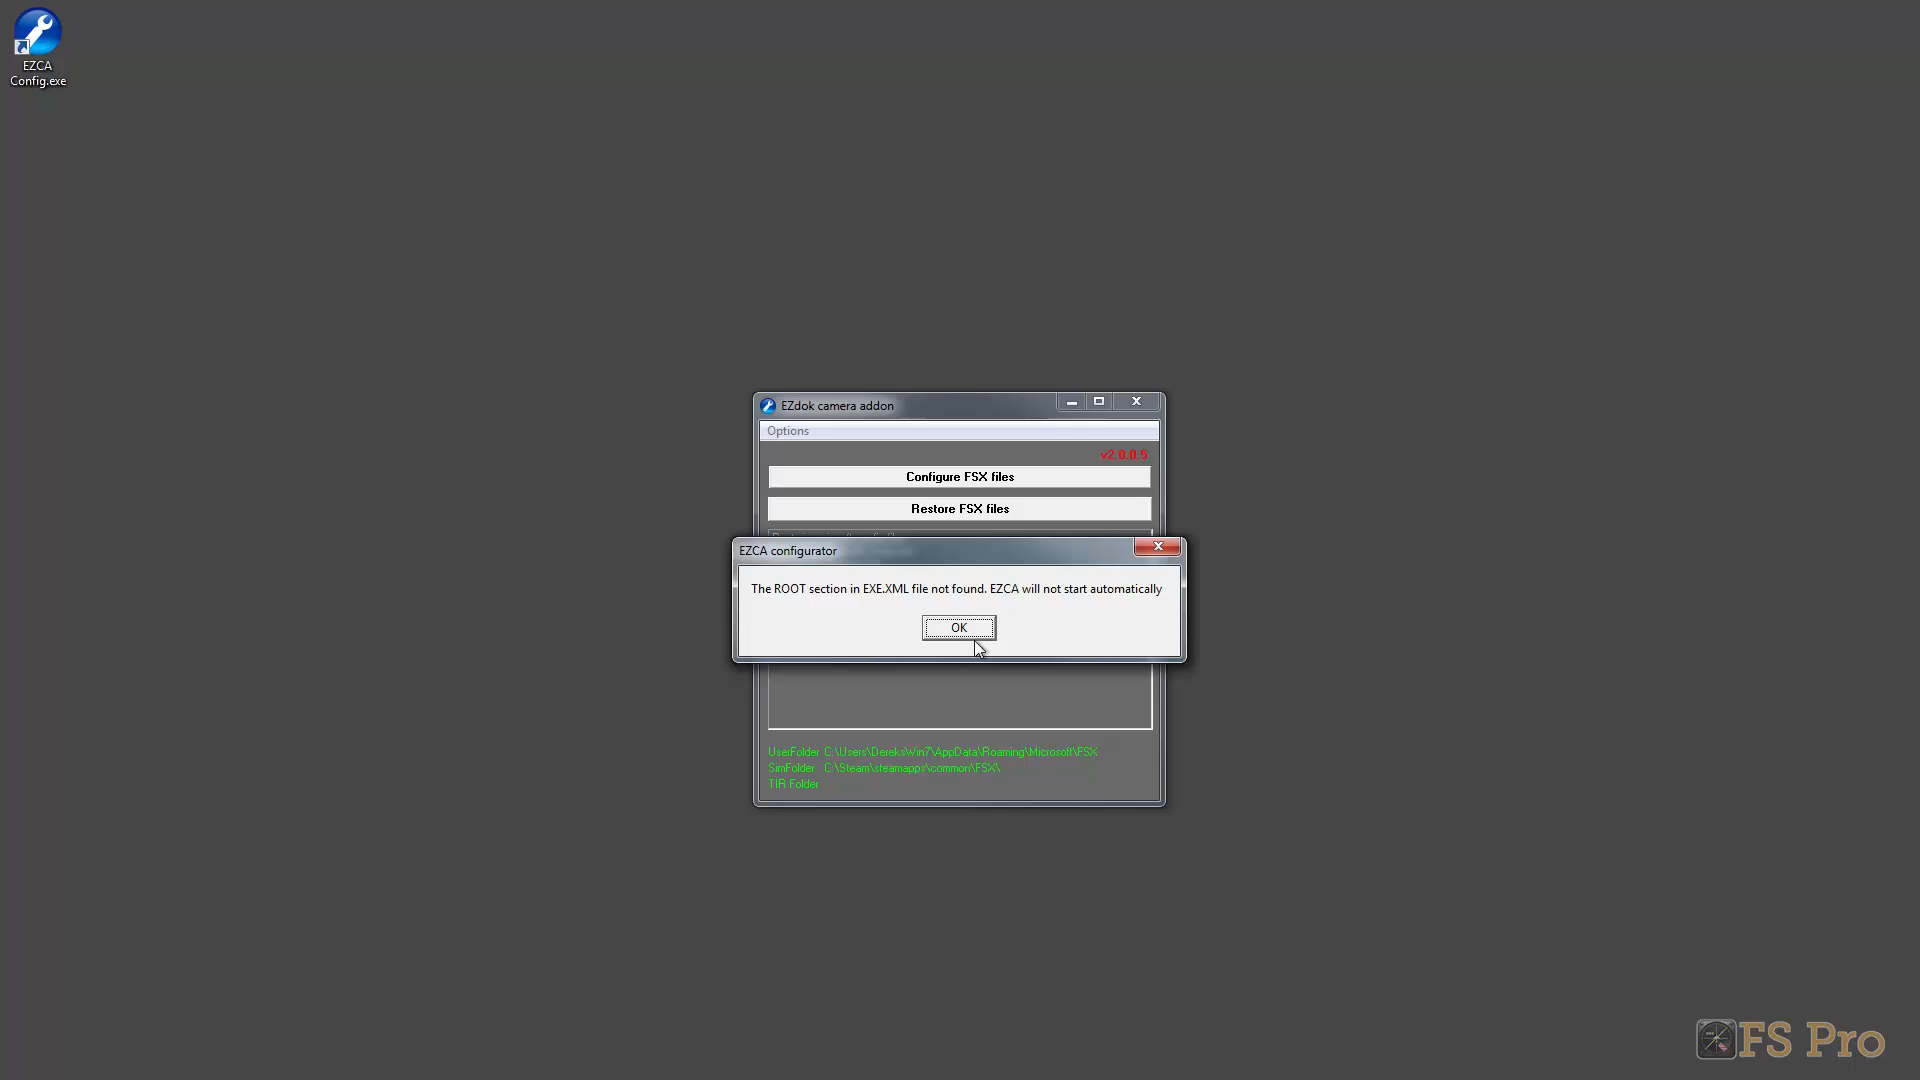 EZCA
Config.exe
EZdok camera addon
Options
v2.0.0.5
Configure FSX files
Restore FSX files
EZCA configurator
The ROOT section in EXE.XML file not found. EZCA will not start automatically
OK
UserFolder C:\Users\DereksWin7\AppData\Roaming\Microsoft\FSX
SimFolder C:\Steam\steamapps\common\FSX\
TIR Folder
FS Pro